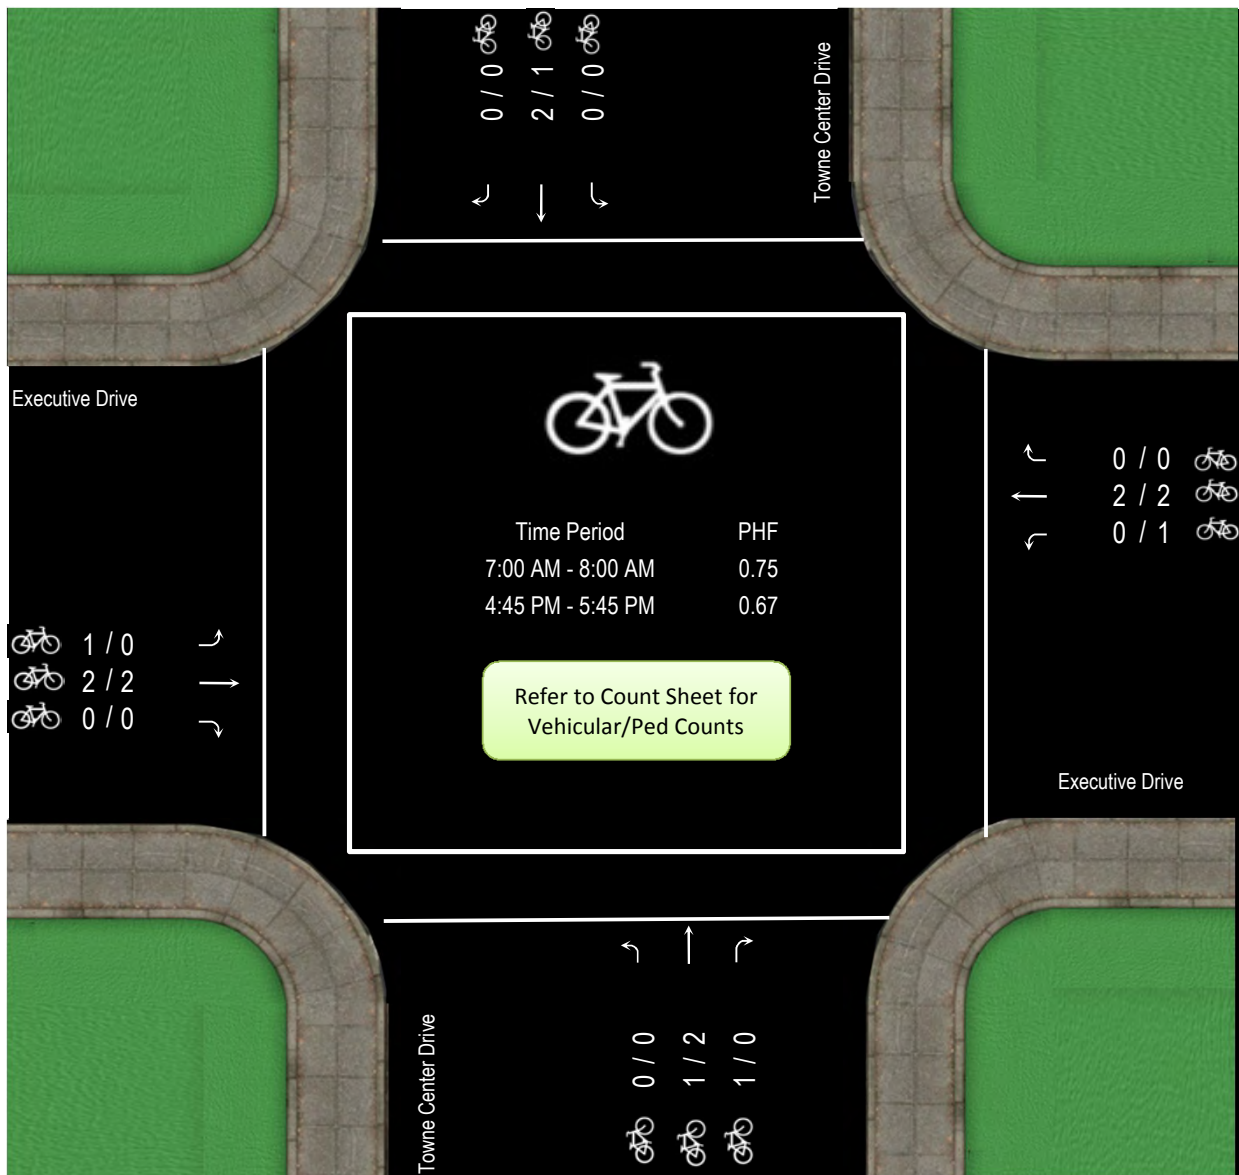 0 / 0
2 / 1
0 / 0
Towne Center Drive
Executive Drive
0 / 0
2 / 2
0 / 1
Time Period PHF
7:00 AM - 8:00 AM 0.75
4:45 PM - 5:45 PM 0.67
1 / 0
2 / 2
0 / 0
Refer to Count Sheet for
Vehicular/Ped Counts
Executive Drive
Towne Center Drive
0 / 0
1 / 2
1 / 0